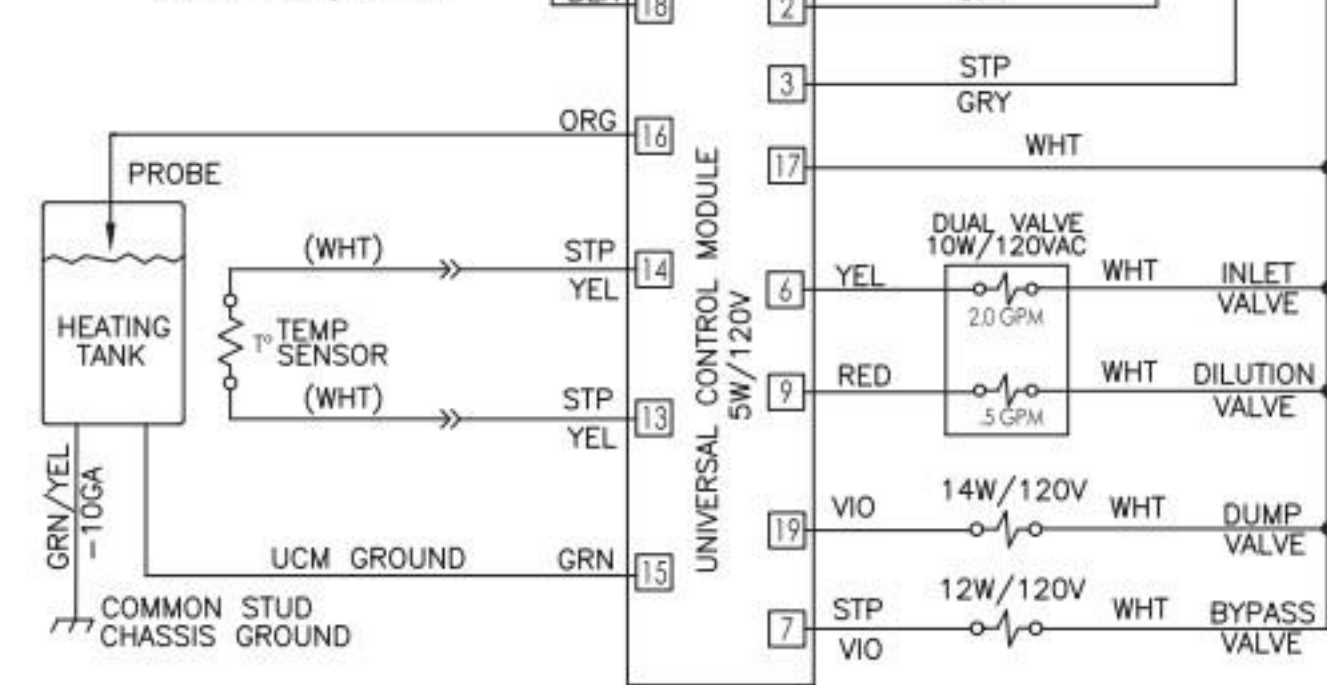 18
2
3
STP
GRY
ORG
16
WHT
17
PROBE
DUAL VALVE
10W/120VAC
(WHT)
STP
YEL
14
6
YEL
2.0 GPM
WHT
INLET
VALVE
HEATING
TANK
T° TEMP
SENSOR
UNIVERSAL CONTROL MODULE
5W/120V
9
RED
.5 GPM
WHT
DILUTION
VALVE
(WHT)
STP
YEL
13
GRN/YEL
-10GA
14W/120V
VIO
19
WHT
DUMP
VALVE
UCM GROUND
GRN
15
COMMON STUD
CHASSIS GROUND
12W/120V
STP
VIO
7
WHT
BYPASS
VALVE